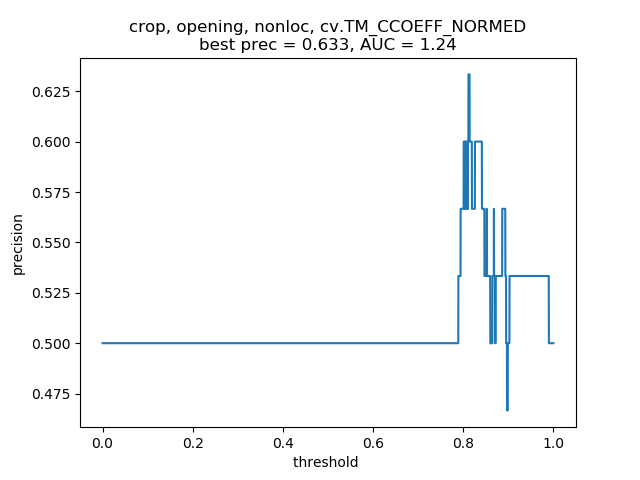 crop, opening, nonloc, cv.TM_CCOEFF_NORMED
best prec = 0.633, AUC = 1.24
0.625
0.600
0.575
0.550
0.525
0.500
0.475
precision
0.0 0.2 0.4 0.6 0.8 1.0
threshold